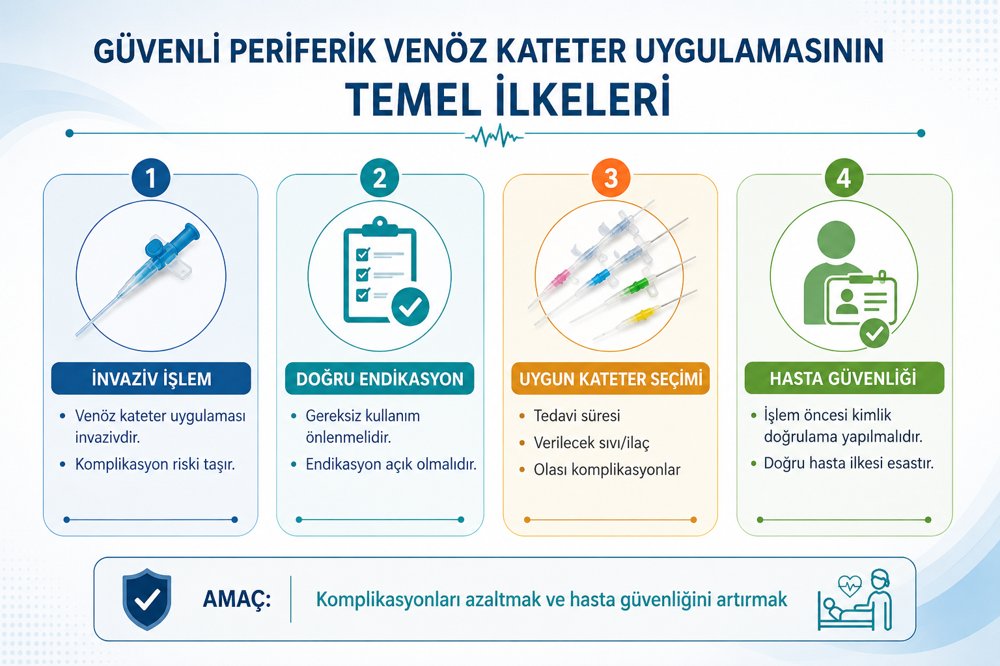 GÜVENLİ PERİFERİK VENÖZ KATETER UYGULAMASININ
TEMEL İLKELERİ
1
İNVAZİV İŞLEM
• Venöz kateter uygulaması
invazivdir.
• Komplikasyon riski taşır.
2
DOĞRU ENDİKASYON
• Gereksiz kullanım
önlenmelidir.
• Endikasyon açık olmalıdır.
3
UYGUN KATETER SEÇİMİ
• Tedavi süresi
• Verilecek sıvı/ilaç
• Olası komplikasyonlar
4
HASTA GÜVENLİĞİ
• İşlem öncesi kimlik
doğrulama yapılmalıdır.
• Doğru hasta ilkesi esastır.
AMAÇ:
Komplikasyonları azaltmak ve hasta güvenliğini artırmak